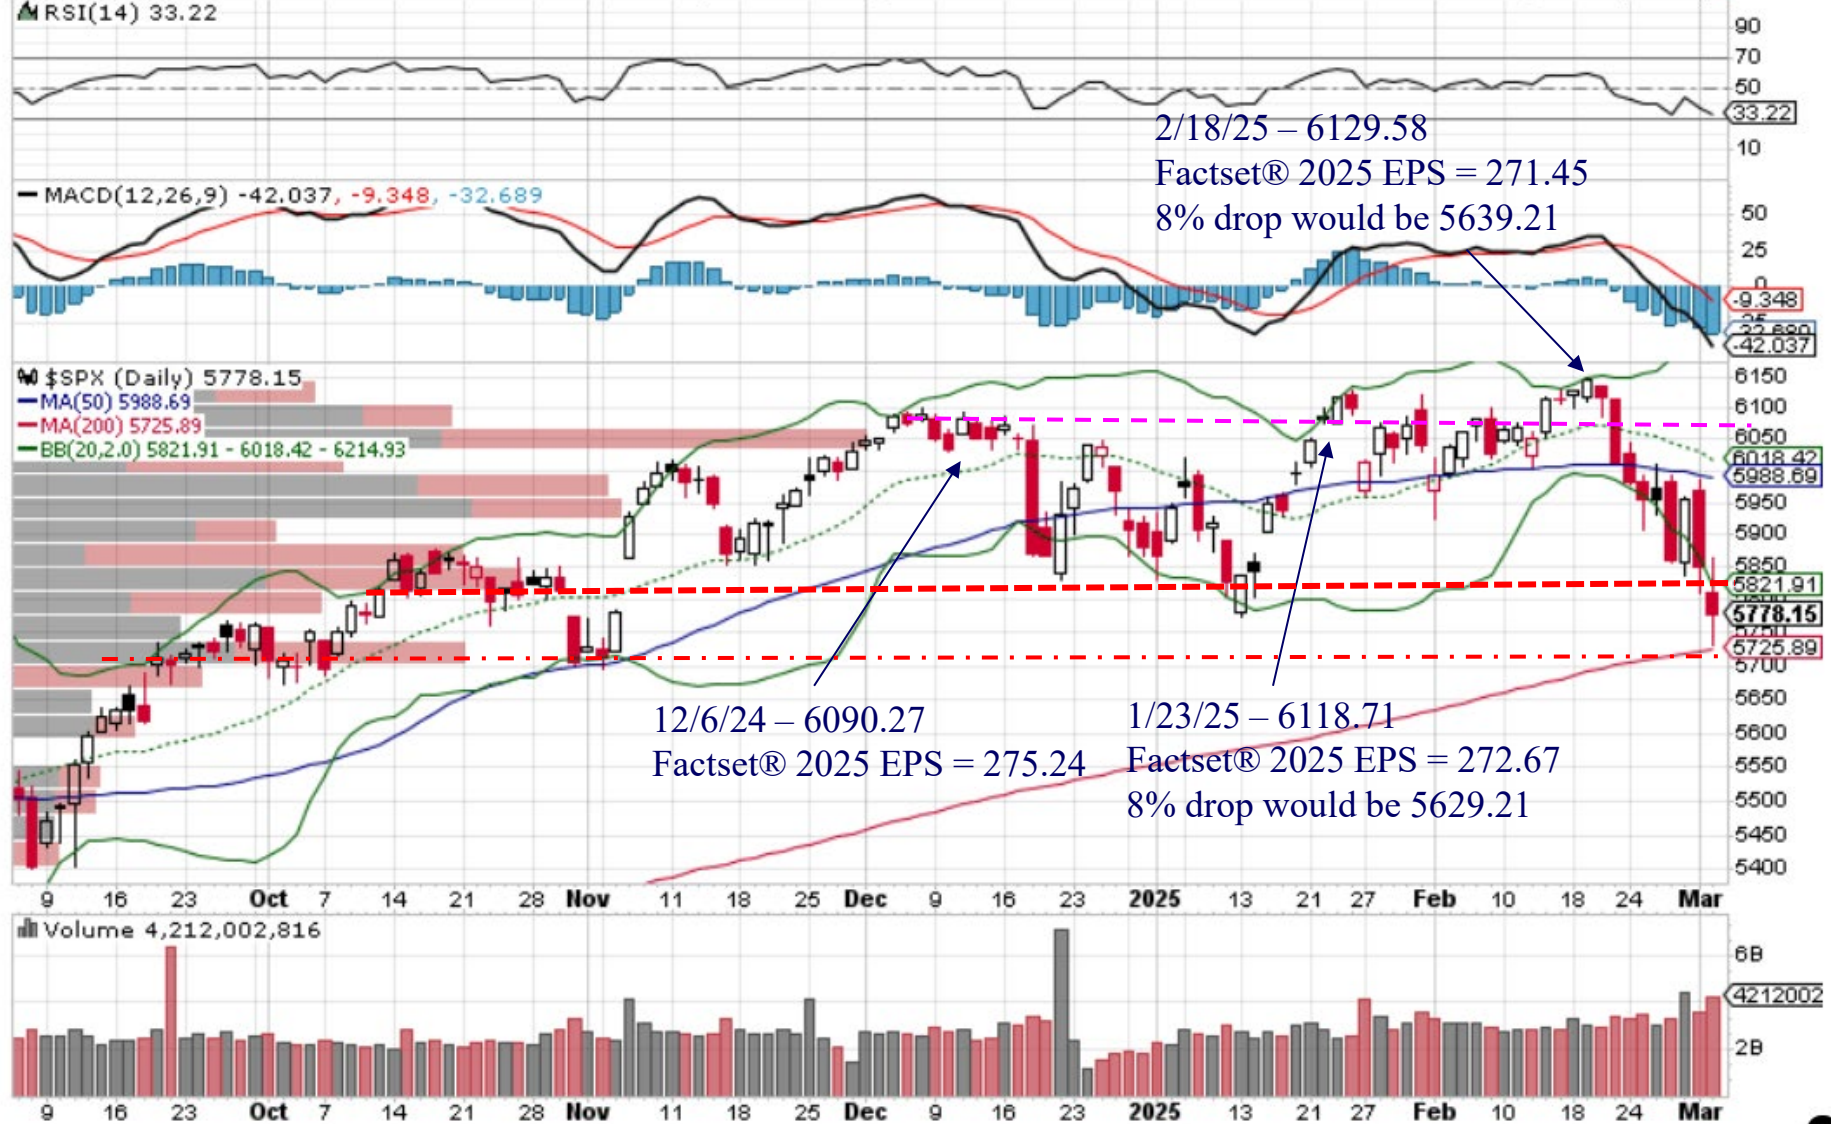 RSI(14) 33.22
90
70
50
33.22
10
2/18/25 – 6129.58
Factset® 2025 EPS = 271.45
8% drop would be 5639.21
MACD(12,26,9) -42.037, -9.348, -32.689
50
25
0
-9.348
-32.689
-42.037
$SPX (Daily) 5778.15
MA(50) 5988.69
MA(200) 5725.89
BB(20,2.0) 5821.91 - 6018.42 - 6214.93
6150
6100
6050
6018.42
5988.69
5950
5900
5850
5821.91
5778.15
5750
5725.89
5700
5650
5600
5550
5500
5450
5400
12/6/24 – 6090.27
Factset® 2025 EPS = 275.24
1/23/25 – 6118.71
Factset® 2025 EPS = 272.67
8% drop would be 5629.21
9 16 23 Oct 7 14 21 28 Nov 11 18 25 Dec 9 16 23 2025 13 21 27 Feb 10 18 24 Mar
Volume 4,212,002,816
6B
4212002
2B
9 16 23 Oct 7 14 21 28 Nov 11 18 25 Dec 9 16 23 2025 13 21 27 Feb 10 18 24 Mar